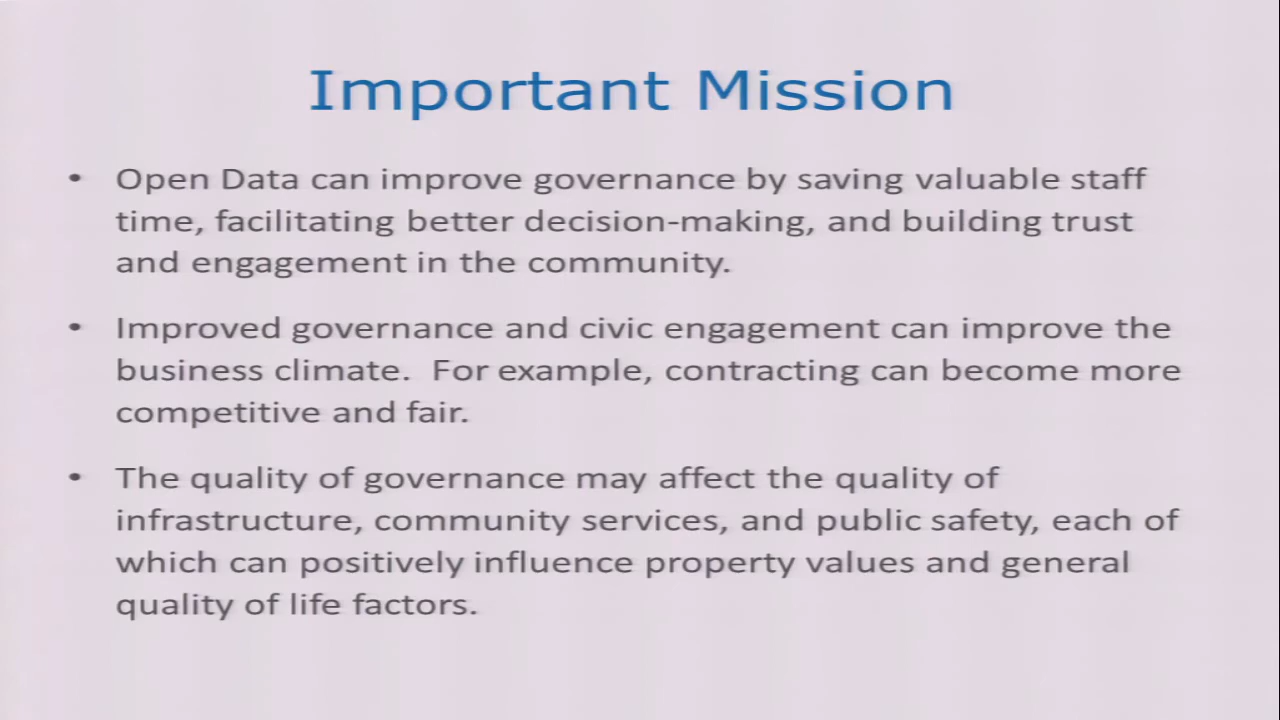 Important Mission
• Open Data can improve governance by saving valuable staff
time, facilitating better decision-making, and building trust
and engagement in the community.
• Improved governance and civic engagement can improve the
business climate.  For example, contracting can become more
competitive and fair.
• The quality of governance may affect the quality of
infrastructure, community services, and public safety, each of
which can positively influence property values and general
quality of life factors.